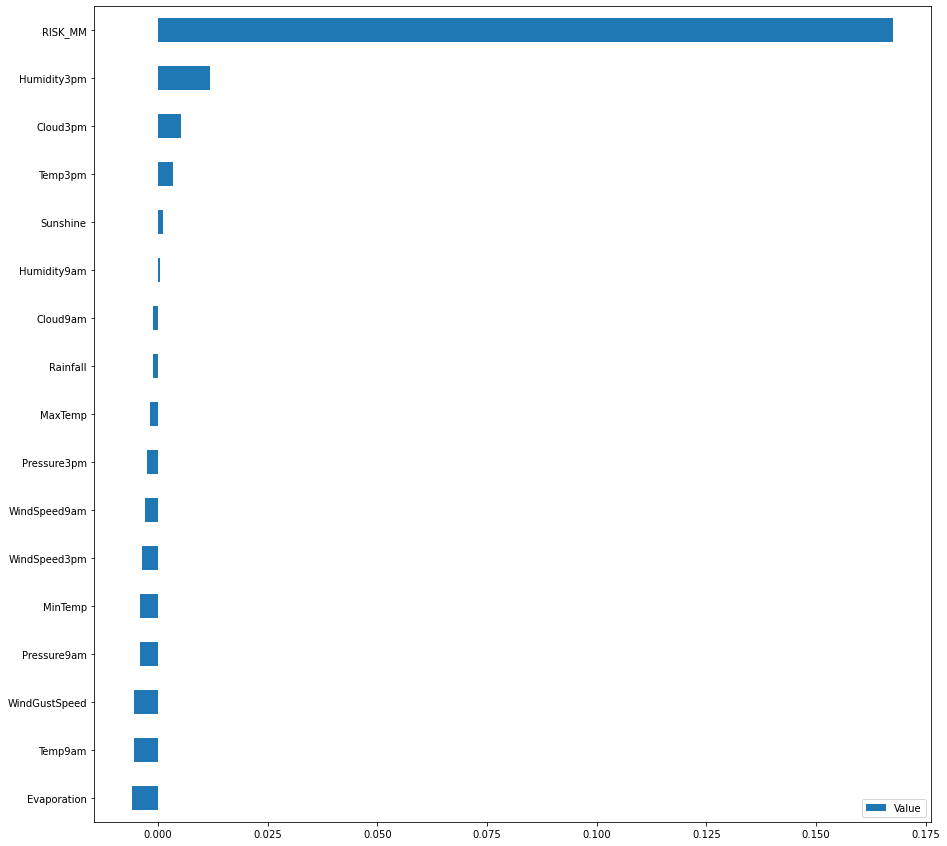 RISK_MM
Humidity3pm
Cloud3pm
Temp3pm
Sunshine
Humidity9am
Cloud9am
Rainfall
MaxTemp
Pressure3pm
WindSpeed9am
WindSpeed3pm
MinTemp
Pressure9am
WindGustSpeed
Temp9am
Evaporation
Value
0.000 0.025 0.050 0.075 0.100 0.125 0.150 0.175